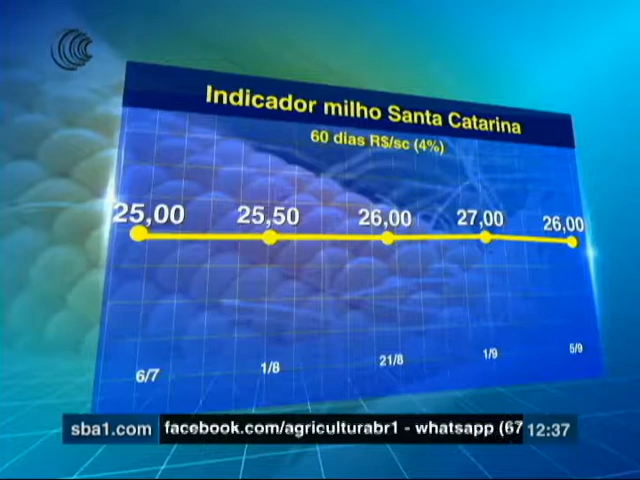 Indicador milho Santa Catarina
60 dias R$/sc (4%)
25,00 25,50 26,00 27,00 26,00
6/7 1/8 21/8 1/9 5/9
sba1.com facebook.com/agriculturabr1 - whatsapp (67 12:37